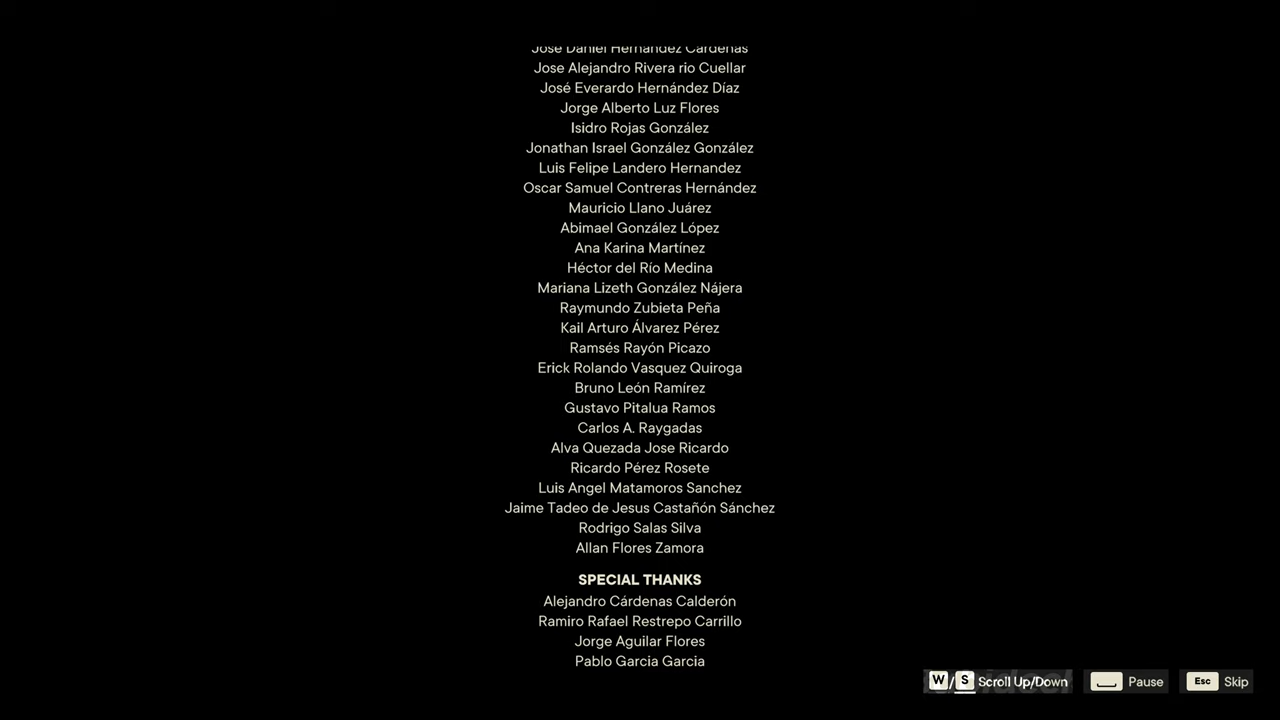 Jose Daniel Hernández Cárdenas
Jose Alejandro Rivera rio Cuellar
José Everardo Hernández Díaz
Jorge Alberto Luz Flores
Isidro Rojas González
Jonathan Israel González González
Luis Felipe Landero Hernandez
Oscar Samuel Contreras Hernández
Mauricio Llano Juárez
Abimael González López
Ana Karina Martínez
Héctor del Río Medina
Mariana Lizeth González Nájera
Raymundo Zubieta Peña
Kail Arturo Álvarez Pérez
Ramsés Rayón Picazo
Erick Rolando Vasquez Quiroga
Bruno León Ramírez
Gustavo Pitalua Ramos
Carlos A. Raygadas
Alva Quezada Jose Ricardo
Ricardo Pérez Rosete
Luis Angel Matamoros Sanchez
Jaime Tadeo de Jesus Castañón Sánchez
Rodrigo Salas Silva
Allan Flores Zamora
SPECIAL THANKS
Alejandro Cárdenas Calderón
Ramiro Rafael Restrepo Carrillo
Jorge Aguilar Flores
Pablo Garcia Garcia
W/S Scroll Up/Down Pause Esc Skip